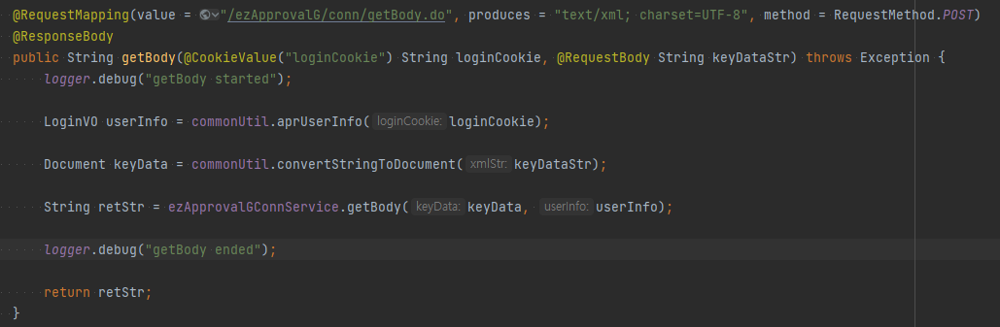 @RequestMapping(value = "/ezApprovalG/conn/getBody.do", produces = "text/xml; charset=UTF-8", method = RequestMethod.POST)
@ResponseBody
public String getBody(@CookieValue("loginCookie") String loginCookie, @RequestBody String keyDataStr) throws Exception {
logger.debug("getBody started");
LoginVO userInfo = commonUtil.aprUserInfo( loginCookie: loginCookie);
Document keyData = commonUtil.convertStringToDocument( xmlStr: keyDataStr);
String retStr = ezApprovalGConnService.getBody( keyData: keyData, userInfo: userInfo);
logger.debug("getBody ended");
return retStr;
}